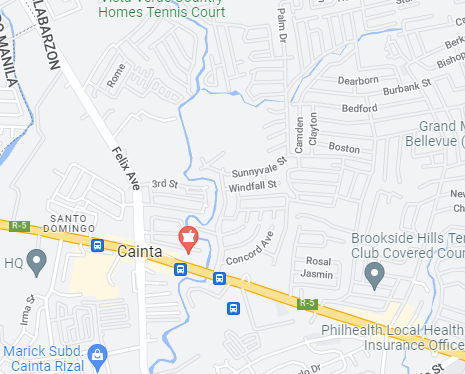 Vista Verde Country
Homes Tennis Court
O MANILA
LABARZON
Palm Dr
Rome
Dearborn
Burbank St
Bedford
Camden
Clayton
Boston
Grand M
Bellevue (
Felix Ave
3rd St
Sunnyvale St
Windfall St
SANTO
DOMINGO
R-5
Cainta
HQ
Irma St
Concord Ave
Rosal
Jasmin
Brookside Hills Ten
Club Covered Cour
R-5
Philhealth Local Health
Insurance Office
Marick Subd.
Cainta Rizal